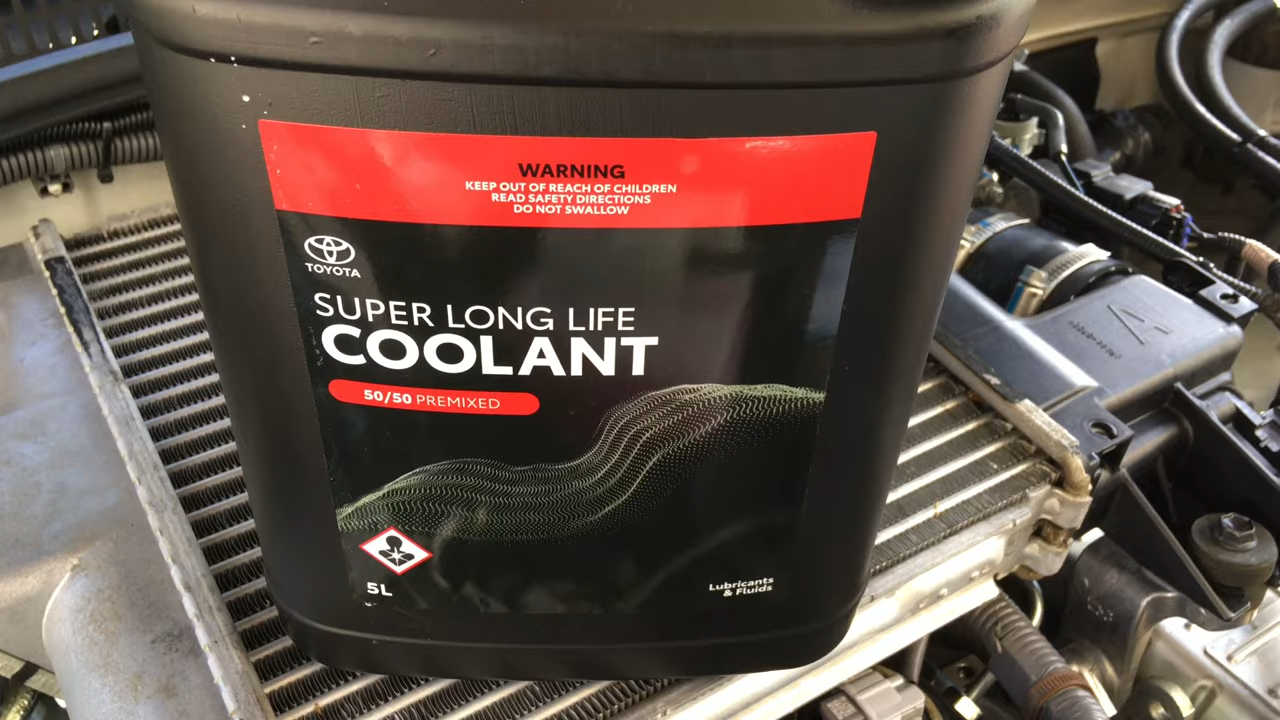 WARNING
KEEP OUT OF REACH OF CHILDREN
READ SAFETY DIRECTIONS
DO NOT SWALLOW
TOYOTA
SUPER LONG LIFE
COOLANT
50/50 PREMIXED
5L
Lubricants
& Fluids
A